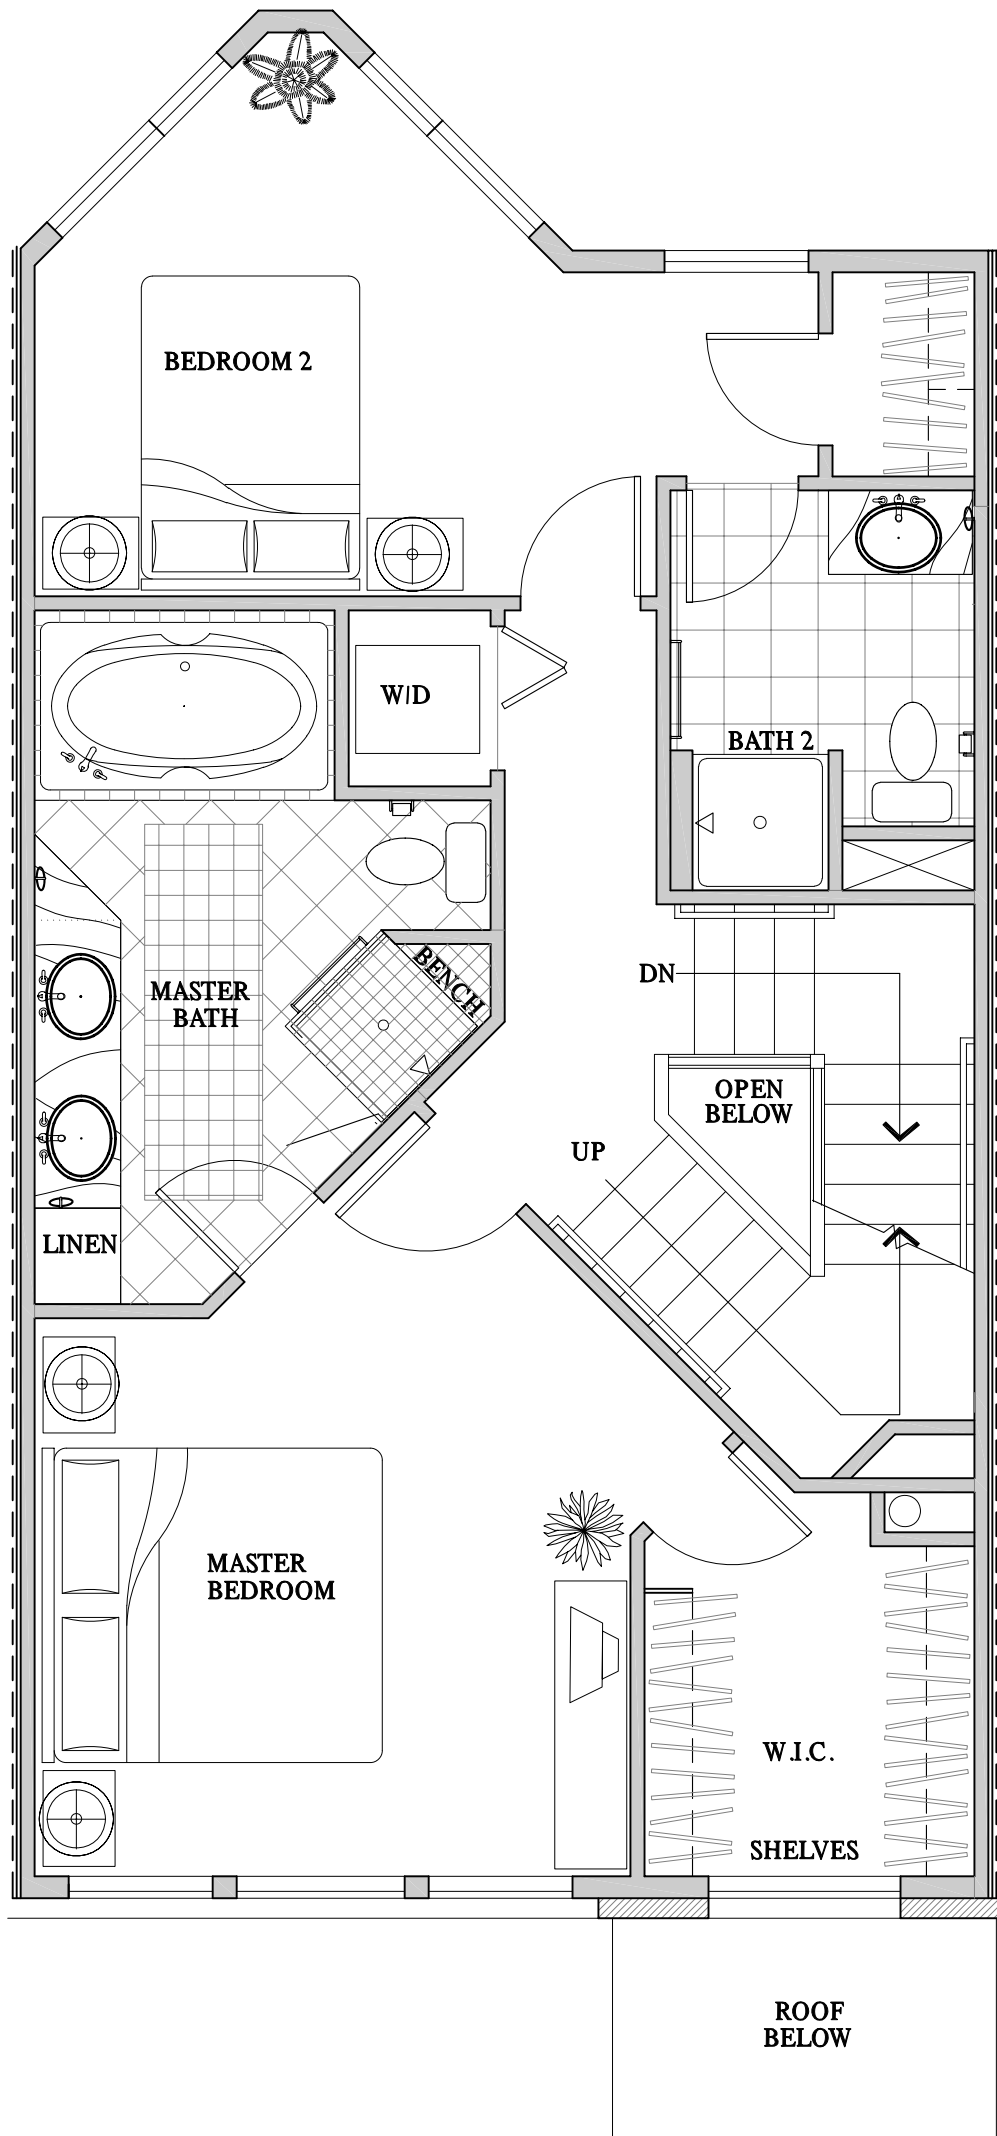 BEDROOM 2
W/D
BATH 2
BENCH
DN
MASTER
BATH
OPEN
BELOW
UP
LINEN
MASTER
BEDROOM
W.I.C.
SHELVES
ROOF
BELOW